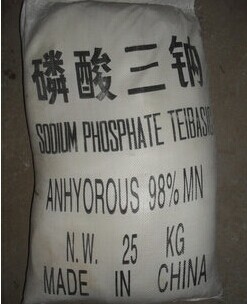 磷酸三钠
SODIUM PHOSPHATE TEIBASIC
ANHYOROUS 98% MN
N.W. 25 KG
MADE IN CHINA